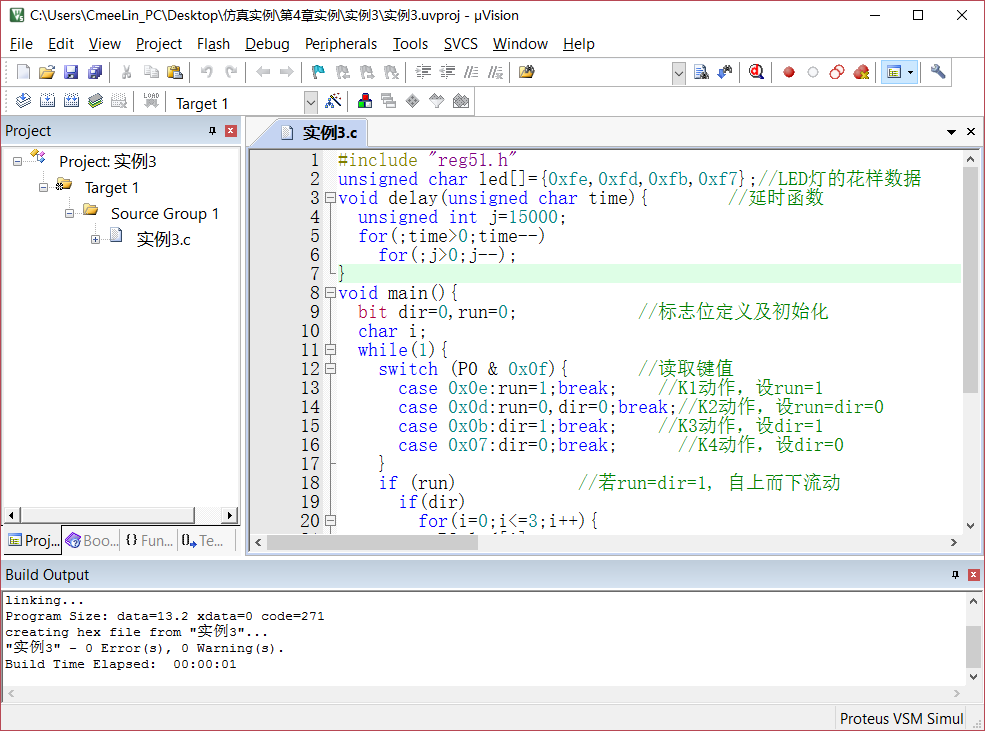 C:\Users\CmeeLin_PC\Desktop\仿真实例\第4章实例\实例3\实例3.uvproj - µVision
File Edit View Project Flash Debug Peripherals Tools SVCS Window Help
LOAD
Target 1
Project
Project: 实例3
Target 1
Source Group 1
实例3.c
Proj... Boo... {} Fun... Te...
实例3.c
1 #include "reg51.h"
2 unsigned char led[]={0xfe,0xfd,0xfb,0xf7};//LED灯的花样数据
3 void delay(unsigned char time){ //延时函数
4 unsigned int j=15000;
5 for(;time>0;time--)
6 for(;j>0;j--);
7 }
8 void main(){
9 bit dir=0,run=0; //标志位定义及初始化
10 char i;
11 while(1){
12 switch (P0 & 0x0f){ //读取键值
13 case 0x0e:run=1;break; //K1动作，设run=1
14 case 0x0d:run=0,dir=0;break;//K2动作，设run=dir=0
15 case 0x0b:dir=1;break; //K3动作，设dir=1
16 case 0x07:dir=0;break; //K4动作，设dir=0
17 }
18 if (run) //若run=dir=1, 自上而下流动
19 if(dir)
20 for(i=0;i<=3;i++){
Build Output
linking...
Program Size: data=13.2 xdata=0 code=271
creating hex file from "实例3"...
"实例3" - 0 Error(s), 0 Warning(s).
Build Time Elapsed: 00:00:01
Proteus VSM Simul